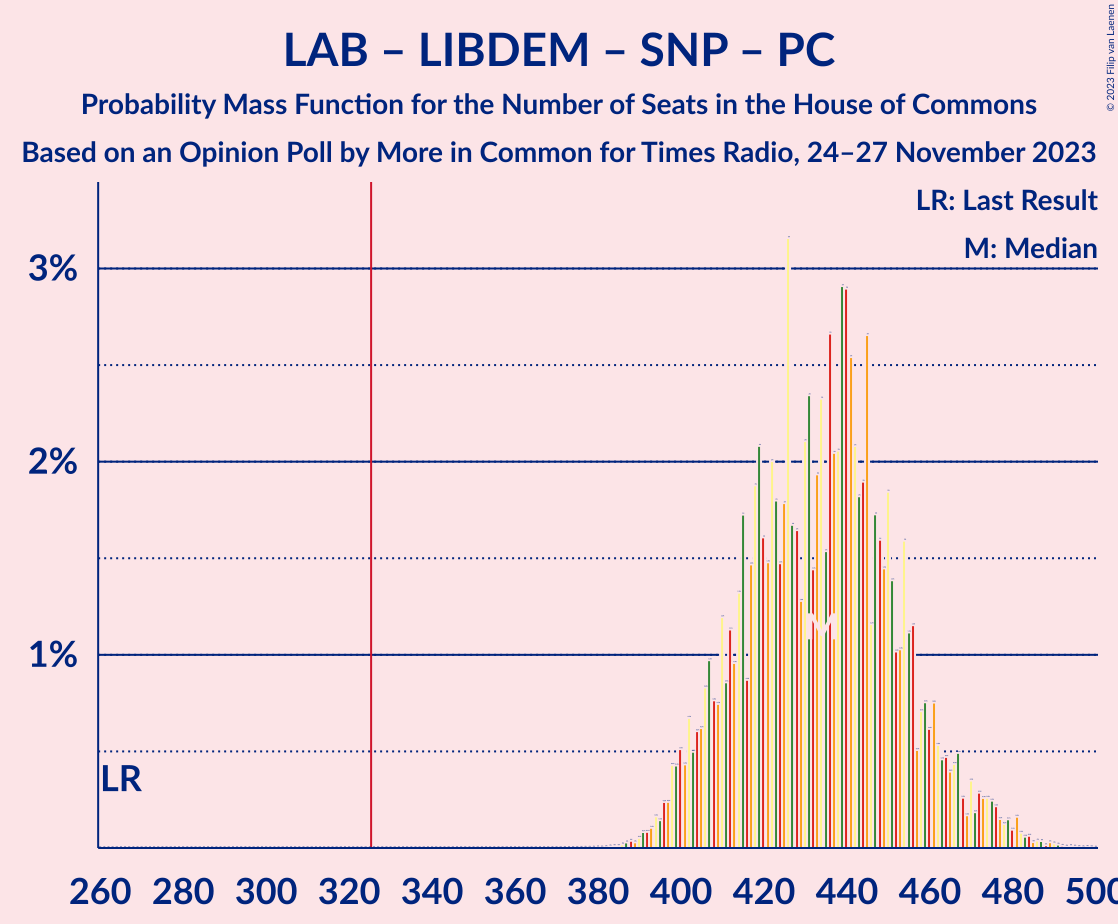 LAB – LIBDEM – SNP – PC
Probability Mass Function for the Number of Seats in the House of Commons
Based on an Opinion Poll by More in Common for Times Radio, 24–27 November 2023
© 2023 Filip van Laenen
LR: Last Result
M: Median
3%
2%
1%
M
LR
260 280 300 320 340 360 380 400 420 440 460 480 500